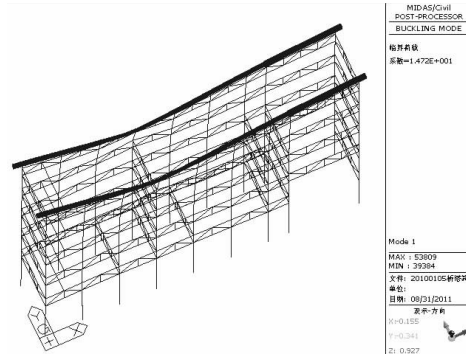 MIDAS/Civil
POST-PROCESSOR
BUCKLING MODE
临界荷载
系数=1.472E+001
Mode 1
MAX : 53809
MIN : 39384
文件: 20100105桥塔
单位:
日期: 08/31/2011
表示-方向
X:-0.155
Y:-0.341
Z: 0.927